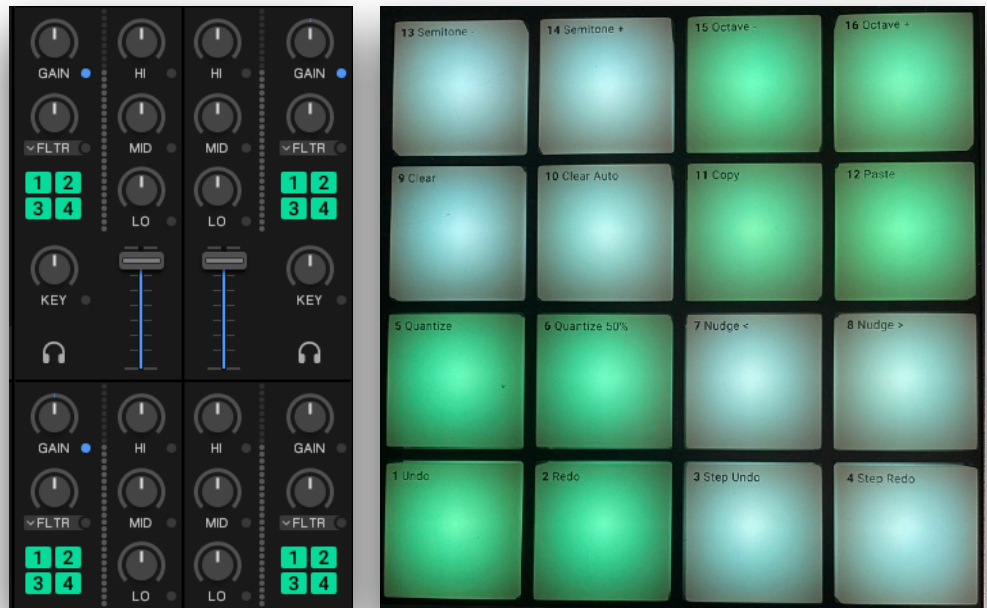 GAIN HI HI GAIN
FLTR MID MID FLTR
1 2 1 2
3 4 3 4
LO LO
KEY KEY
GAIN HI HI GAIN
FLTR MID MID FLTR
1 2 1 2
3 4 3 4
LO LO
13 Semitone -
14 Semitone +
15 Octave -
16 Octave +
9 Clear
10 Clear Auto
11 Copy
12 Paste
5 Quantize
6 Quantize 50%
7 Nudge <
8 Nudge >
1 Undo
2 Redo
3 Step Undo
4 Step Redo